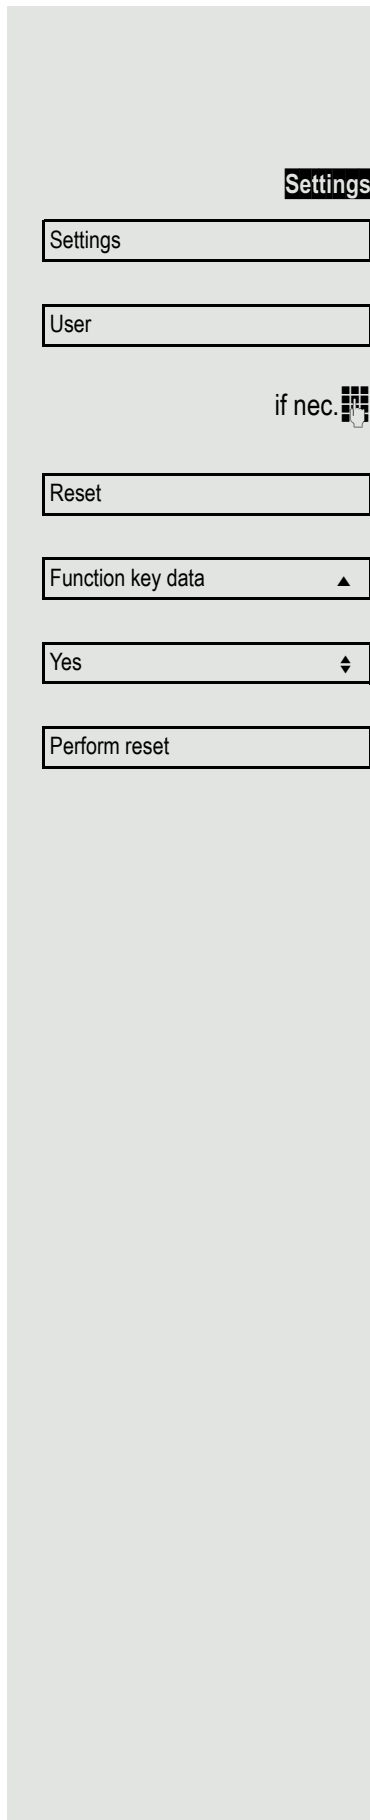 Settings
Settings
User
if nec.
Reset
Function key data
Yes
Perform reset